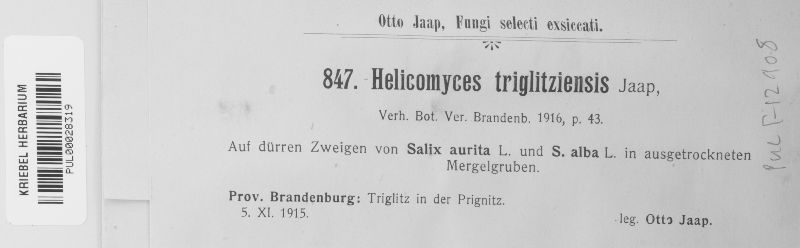 Otto Jaap, Fungi selecti exsiccati.
847. Helicomyces triglitziensis Jaap,
Verh. Bot. Ver. Brandenb. 1916, p. 43.
Auf dürren Zweigen von Salix aurita L. und S. alba L. in ausgetrockneten
Mergelgruben.
Prov. Brandenburg: Triglitz in der Prignitz.
5. XI. 1915.
leg. Otto Jaap.
KRIEBEL HERBARIUM
PUL00028319
PUL F-12908